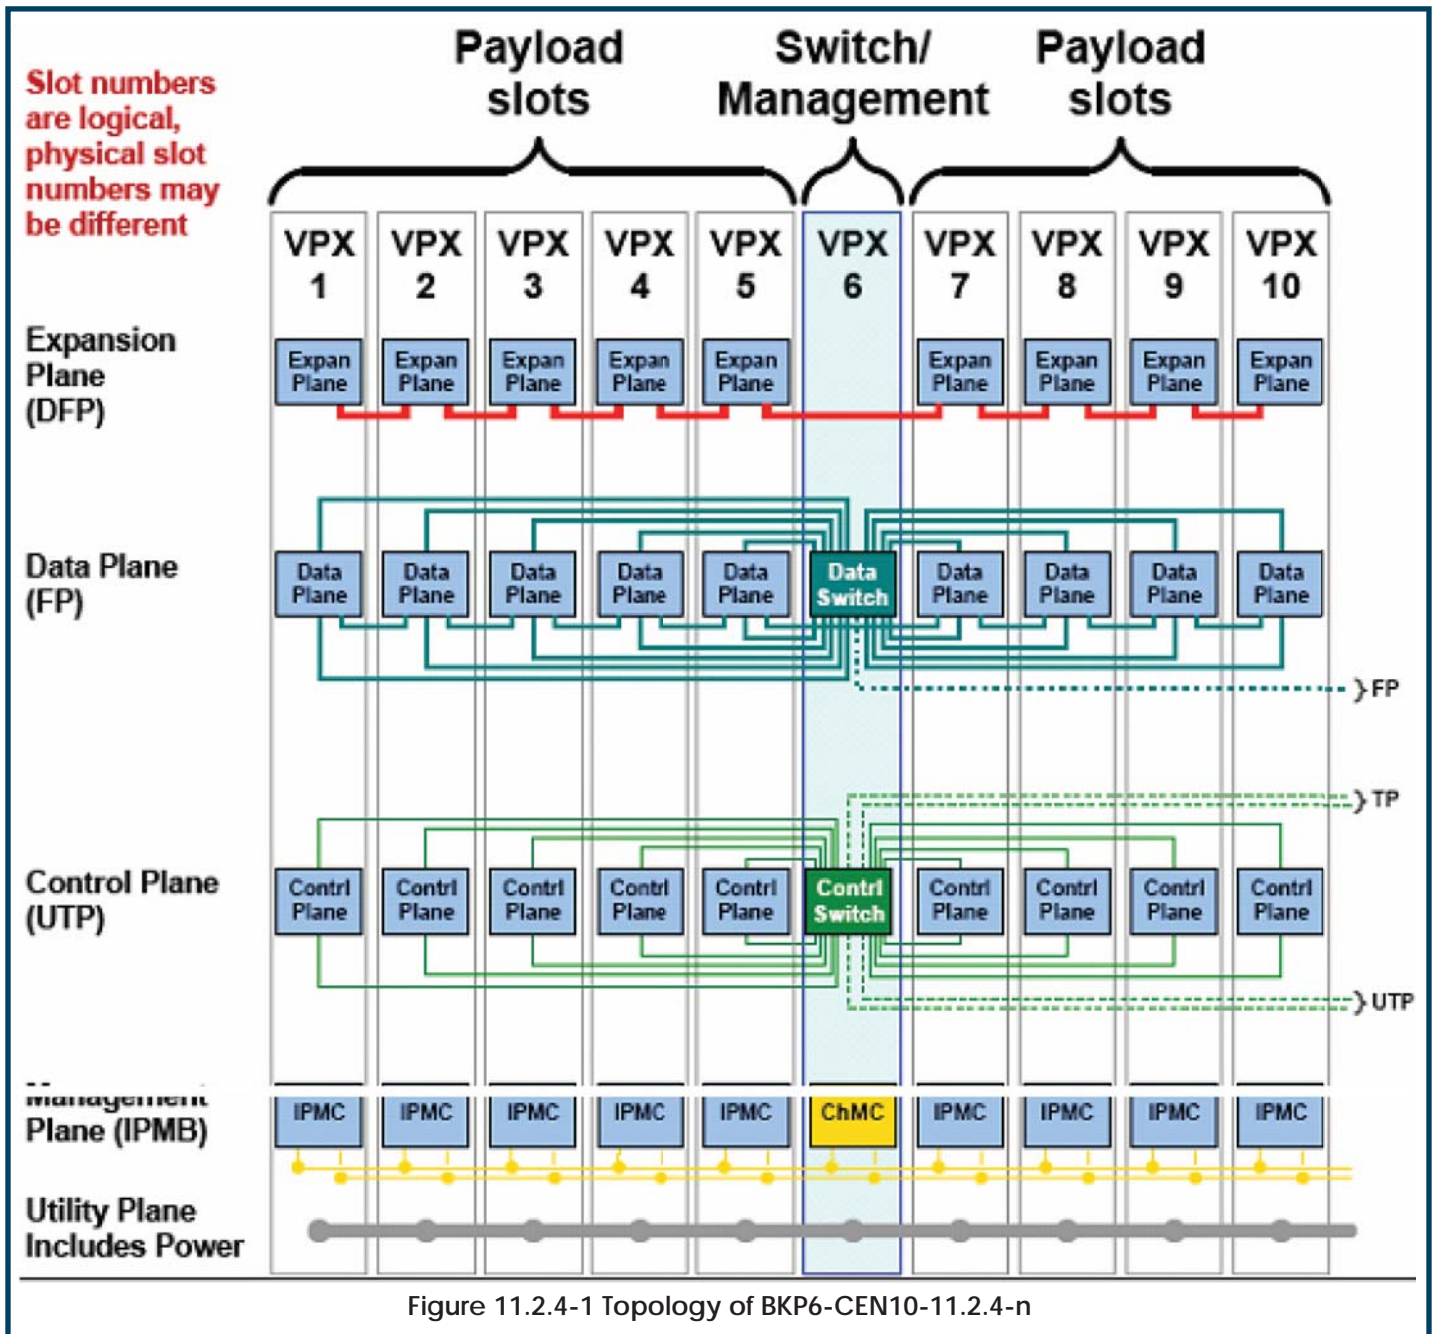 Payload
slots
Switch/
Management
Payload
slots
Slot numbers
are logical,
physical slot
numbers may
be different
VPX
1
VPX
2
VPX
3
VPX
4
VPX
5
VPX
6
VPX
7
VPX
8
VPX
9
VPX
10
Expansion
Plane
(DFP)
Expan
Plane
Expan
Plane
Expan
Plane
Expan
Plane
Expan
Plane
Expan
Plane
Expan
Plane
Expan
Plane
Expan
Plane
Data Plane
(FP)
Data
Plane
Data
Plane
Data
Plane
Data
Plane
Data
Plane
Data
Switch
Data
Plane
Data
Plane
Data
Plane
Data
Plane
FP
TP
Control Plane
(UTP)
Contrl
Plane
Contrl
Plane
Contrl
Plane
Contrl
Plane
Contrl
Plane
Contrl
Switch
Contrl
Plane
Contrl
Plane
Contrl
Plane
Contrl
Plane
UTP
Management
Plane (IPMB)
IPMC
IPMC
IPMC
IPMC
IPMC
ChMC
IPMC
IPMC
IPMC
IPMC
Utility Plane
Includes Power
Figure 11.2.4-1 Topology of BKP6-CEN10-11.2.4-n